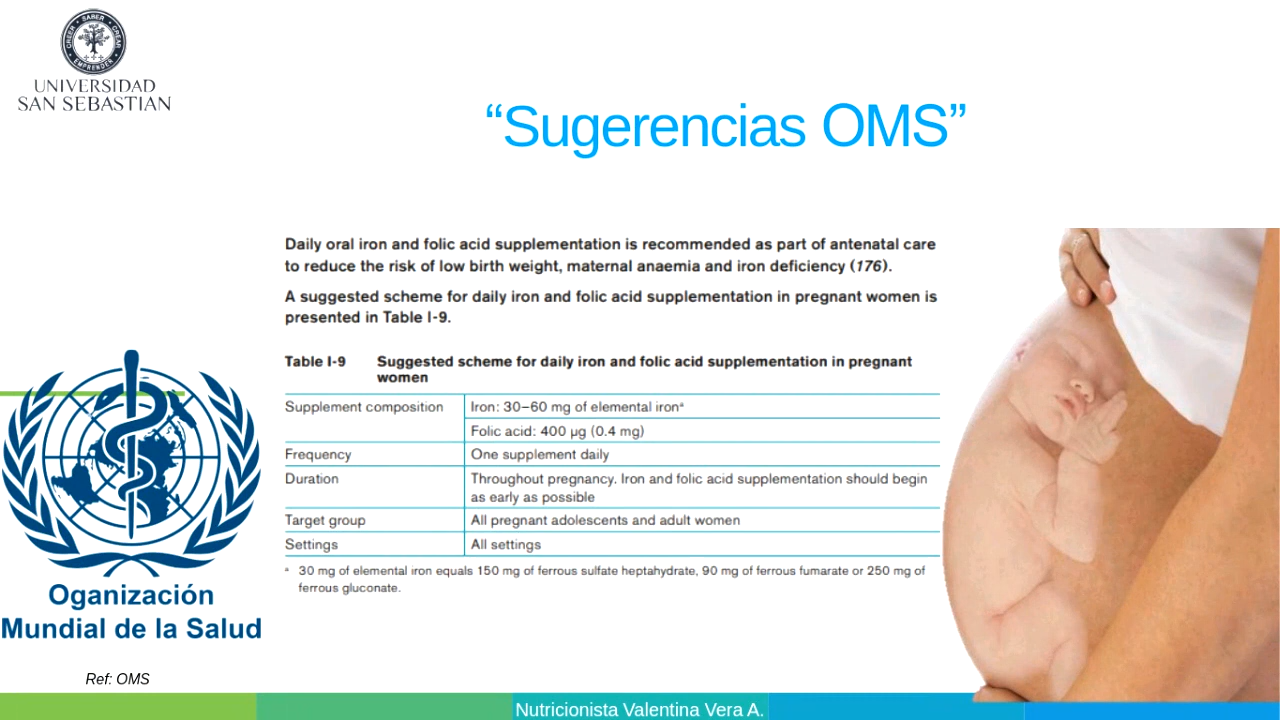 CREER SABER CREAR
EMPRENDER
UNIVERSIDAD
SAN SEBASTIAN
“Sugerencias OMS”
Daily oral iron and folic acid supplementation is recommended as part of antenatal care
to reduce the risk of low birth weight, maternal anaemia and iron deficiency (176).
A suggested scheme for daily iron and folic acid supplementation in pregnant women is
presented in Table I-9.
Table I-9 Suggested scheme for daily iron and folic acid supplementation in pregnant
women
Supplement composition Iron: 30–60 mg of elemental ironª
Folic acid: 400 µg (0.4 mg)
Frequency One supplement daily
Duration Throughout pregnancy. Iron and folic acid supplementation should begin
as early as possible
Target group All pregnant adolescents and adult women
Settings All settings
ª 30 mg of elemental iron equals 150 mg of ferrous sulfate heptahydrate, 90 mg of ferrous fumarate or 250 mg of
ferrous gluconate.
Oganización
Mundial de la Salud
Ref: OMS
Nutricionista Valentina Vera A.